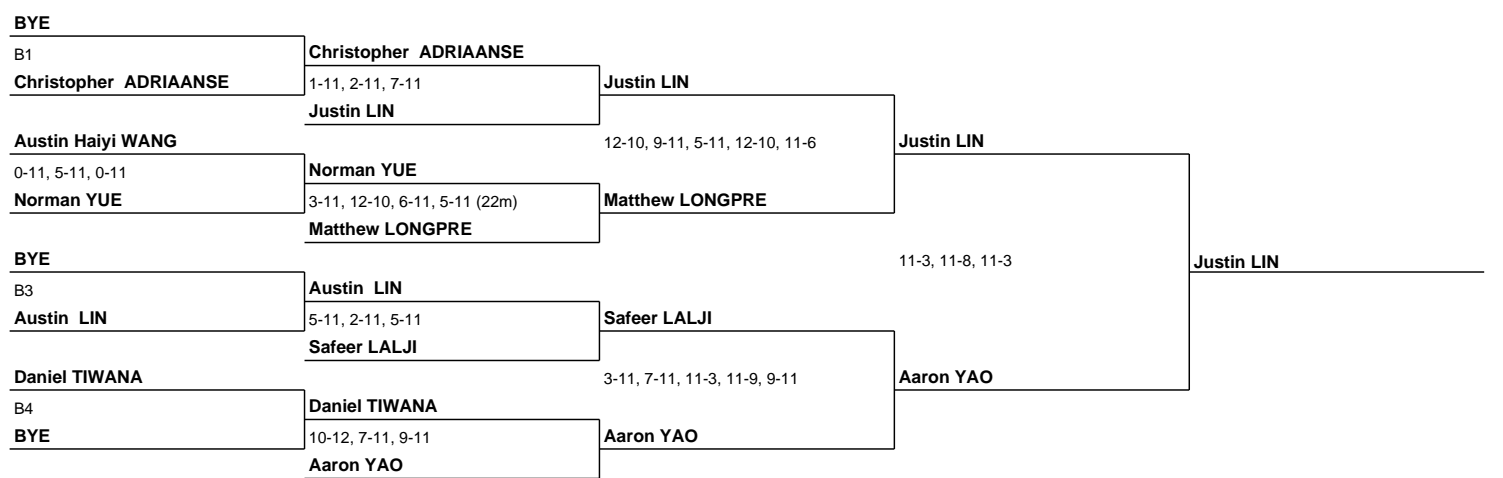 BYE
B1
Christopher ADRIAANSE
Christopher ADRIAANSE
1-11, 2-11, 7-11
Justin LIN
Justin LIN
Austin Haiyi WANG
0-11, 5-11, 0-11
Norman YUE
Norman YUE
3-11, 12-10, 6-11, 5-11 (22m)
Matthew LONGPRE
12-10, 9-11, 5-11, 12-10, 11-6
Matthew LONGPRE
Justin LIN
BYE
B3
Austin LIN
Austin LIN
5-11, 2-11, 5-11
Safeer LALJI
Safeer LALJI
Daniel TIWANA
B4
BYE
Daniel TIWANA
10-12, 7-11, 9-11
Aaron YAO
3-11, 7-11, 11-3, 11-9, 9-11
Aaron YAO
Aaron YAO
11-3, 11-8, 11-3
Justin LIN